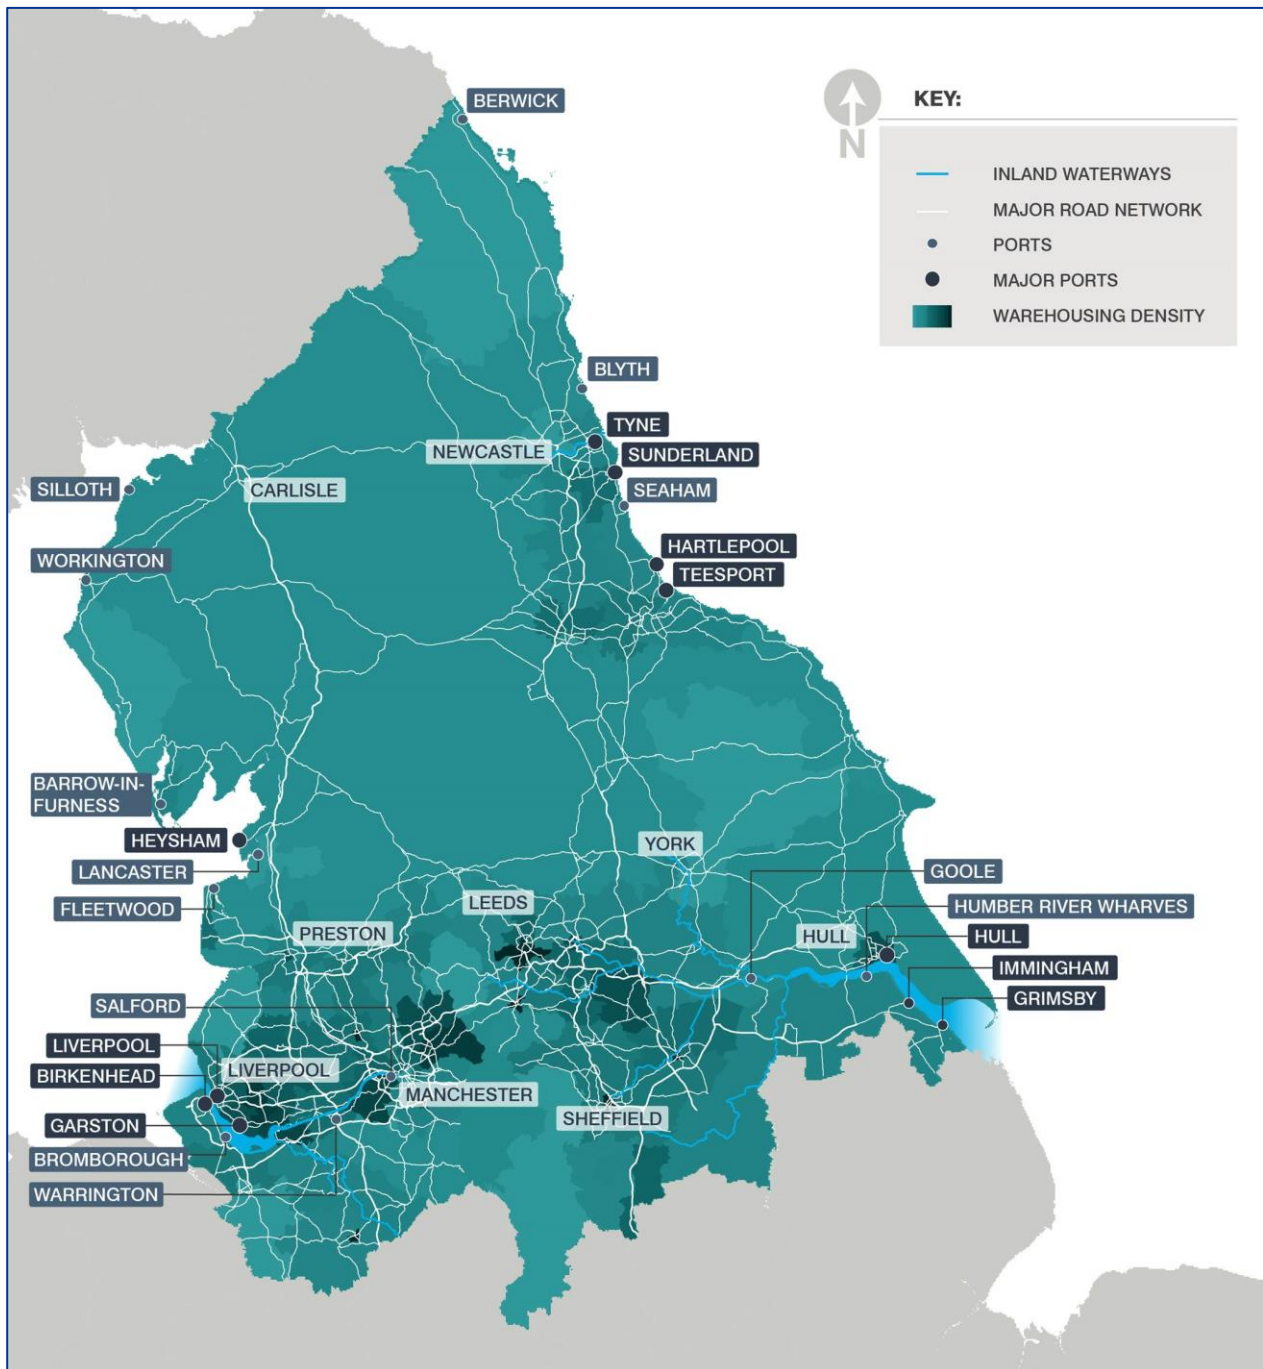 KEY:
N
INLAND WATERWAYS
MAJOR ROAD NETWORK
PORTS
MAJOR PORTS
WAREHOUSING DENSITY
BERWICK
BLYTH
TYNE
NEWCASTLE
SUNDERLAND
SILLOTH
CARLISLE
SEAHAM
HARTLEPOOL
WORKINGTON
TEESPORT
BARROW-IN-
FURNESS
HEYSHAM
YORK
LANCASTER
GOOLE
FLEETWOOD
LEEDS
HUMBER RIVER WHARVES
PRESTON
HULL
HULL
IMMINGHAM
SALFORD
GRIMSBY
LIVERPOOL
LIVERPOOL
BIRKENHEAD
MANCHESTER
GARSTON
SHEFFIELD
BROMBOROUGH
WARRINGTON